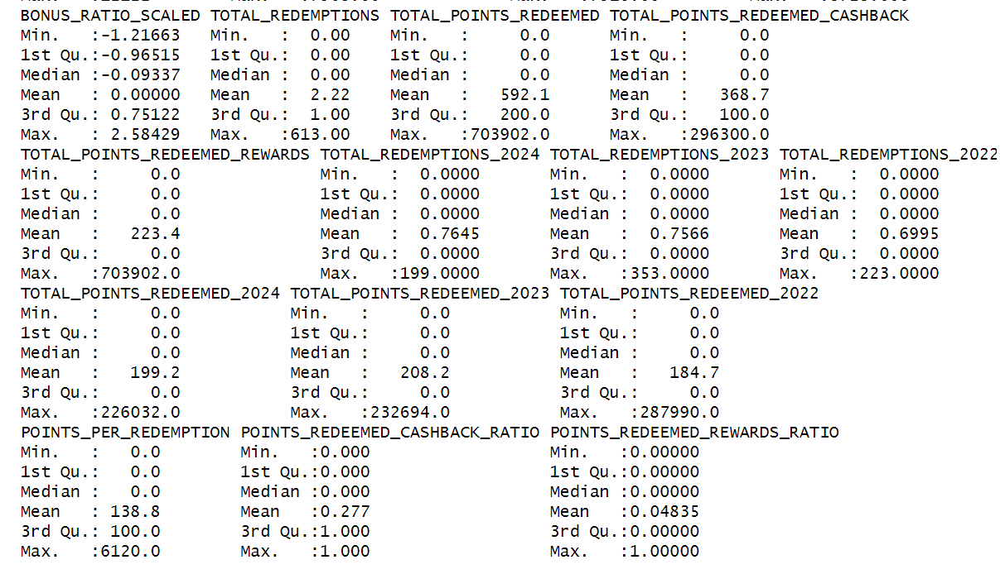 BONUS_RATIO_SCALED TOTAL_REDEMPTIONS TOTAL_POINTS_REDEEMED TOTAL_POINTS_REDEEMED_CASHBACK
Min.   :-1.21663   Min.   :  0.00   Min.   :     0.0     Min.   :     0.0
1st Qu.:-0.96515   1st Qu.:  0.00   1st Qu.:     0.0     1st Qu.:     0.0
Median :-0.09337   Median :  0.00   Median :     0.0     Median :     0.0
Mean   : 0.00000   Mean   :  2.22   Mean   :   592.1     Mean   :   368.7
3rd Qu.: 0.75122   3rd Qu.:  1.00   3rd Qu.:   200.0     3rd Qu.:   100.0
Max.   : 2.58429   Max.   :613.00   Max.   :703902.0     Max.   :296300.0
TOTAL_POINTS_REDEEMED_REWARDS TOTAL_REDEMPTIONS_2024 TOTAL_REDEMPTIONS_2023 TOTAL_REDEMPTIONS_2022
Min.   :     0.0              Min.   :  0.0000       Min.   :  0.0000       Min.   :  0.0000
1st Qu.:     0.0              1st Qu.:  0.0000       1st Qu.:  0.0000       1st Qu.:  0.0000
Median :     0.0              Median :  0.0000       Median :  0.0000       Median :  0.0000
Mean   :   223.4              Mean   :  0.7645       Mean   :  0.7566       Mean   :  0.6995
3rd Qu.:     0.0              3rd Qu.:  0.0000       3rd Qu.:  0.0000       3rd Qu.:  0.0000
Max.   :703902.0              Max.   :199.0000       Max.   :353.0000       Max.   :223.0000
TOTAL_POINTS_REDEEMED_2024 TOTAL_POINTS_REDEEMED_2023 TOTAL_POINTS_REDEEMED_2022
Min.   :     0.0           Min.   :     0.0           Min.   :     0.0
1st Qu.:     0.0           1st Qu.:     0.0           1st Qu.:     0.0
Median :     0.0           Median :     0.0           Median :     0.0
Mean   :   199.2           Mean   :   208.2           Mean   :   184.7
3rd Qu.:     0.0           3rd Qu.:     0.0           3rd Qu.:     0.0
Max.   :226032.0           Max.   :232694.0           Max.   :287990.0
POINTS_PER_REDEMPTION POINTS_REDEEMED_CASHBACK_RATIO POINTS_REDEEMED_REWARDS_RATIO
Min.   :   0.0        Min.   :0.000                  Min.   :0.00000
1st Qu.:   0.0        1st Qu.:0.000                  1st Qu.:0.00000
Median :   0.0        Median :0.000                  Median :0.00000
Mean   : 138.8        Mean   :0.277                  Mean   :0.04835
3rd Qu.: 100.0        3rd Qu.:1.000                  3rd Qu.:0.00000
Max.   :6120.0        Max.   :1.000                  Max.   :1.00000